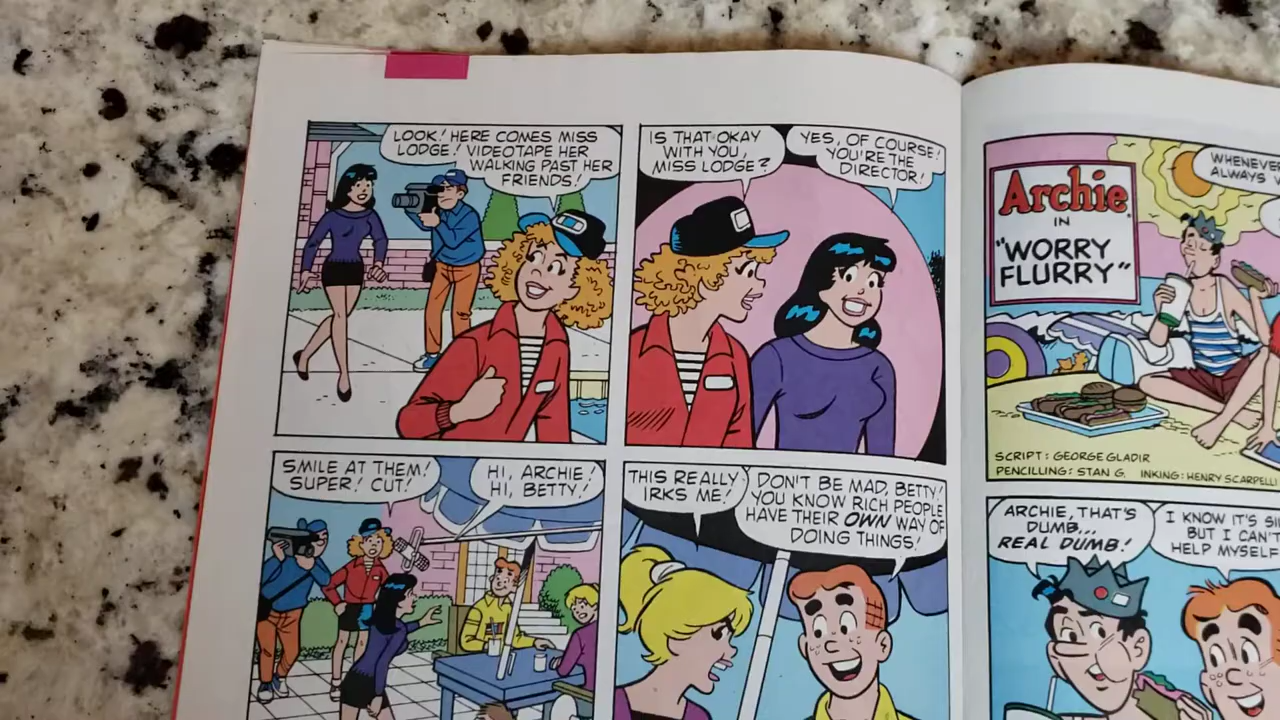 LOOK! HERE COMES MISS
LODGE! VIDEOTAPE HER
WALKING PAST HER
FRIENDS!
IS THAT OKAY
WITH YOU,
MISS LODGE?
YES, OF COURSE!
YOU'RE THE
DIRECTOR!
SMILE AT THEM!
SUPER! CUT!
HI, ARCHIE!
HI, BETTY!
THIS REALLY
IRKS ME!
DON'T BE MAD, BETTY!
YOU KNOW RICH PEOPLE
HAVE THEIR OWN WAY OF
DOING THINGS!
Archie
IN
"WORRY
FLURRY"
WHENEVER
ALWAYS
SCRIPT: GEORGE GLADIR
PENCILLING: STAN G. INKING: HENRY SCARPELLI
ARCHIE, THAT'S
DUMB...
REAL DUMB!
I KNOW IT'S
BUT I CAN'T
HELP MYSELF